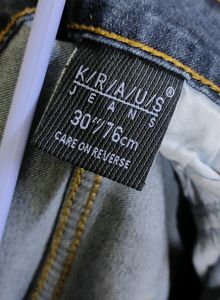 K/R/A/U/S®
JEANS
30"/76cm
CARE ON REVERSE